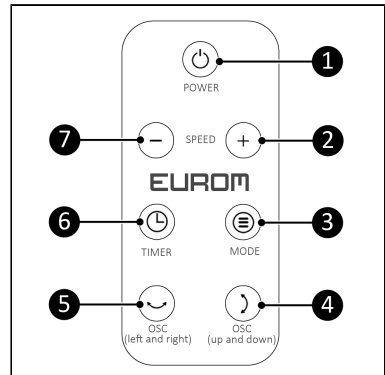 1
POWER
7 − SPEED + 2
EUROM
6 3
TIMER MODE
5 4
OSC OSC
(left and right) (up and down)